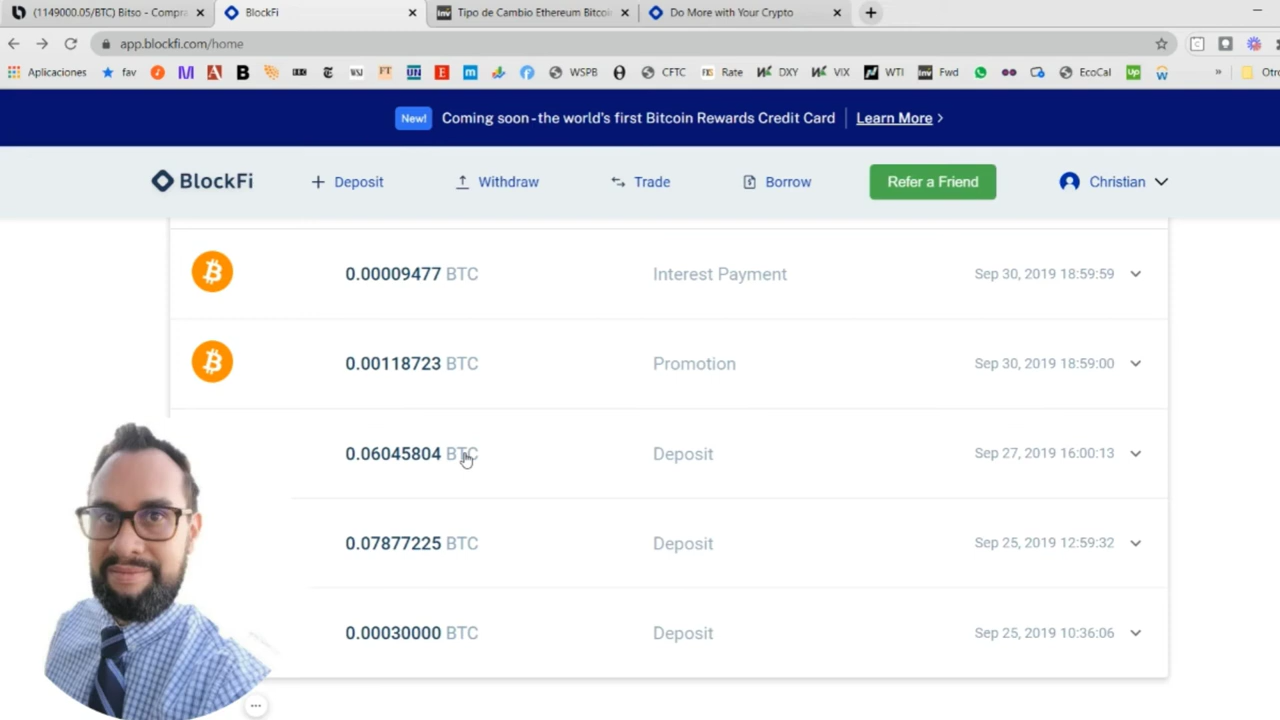 (1149000.05/BTC) Bitso - Compra
BlockFi
Tipo de Cambio Ethereum Bitcoin
Do More with Your Crypto
app.blockfi.com/home
Aplicaciones fav WSPB CFTC Rate DXY VIX WTI Fwd EcoCal Otro
New! Coming soon - the world's first Bitcoin Rewards Credit Card Learn More
BlockFi Deposit Withdraw Trade Borrow Refer a Friend Christian
0.00009477 BTC Interest Payment Sep 30, 2019 18:59:59
0.00118723 BTC Promotion Sep 30, 2019 18:59:00
0.06045804 BTC Deposit Sep 27, 2019 16:00:13
0.07877225 BTC Deposit Sep 25, 2019 12:59:32
0.00030000 BTC Deposit Sep 25, 2019 10:36:06